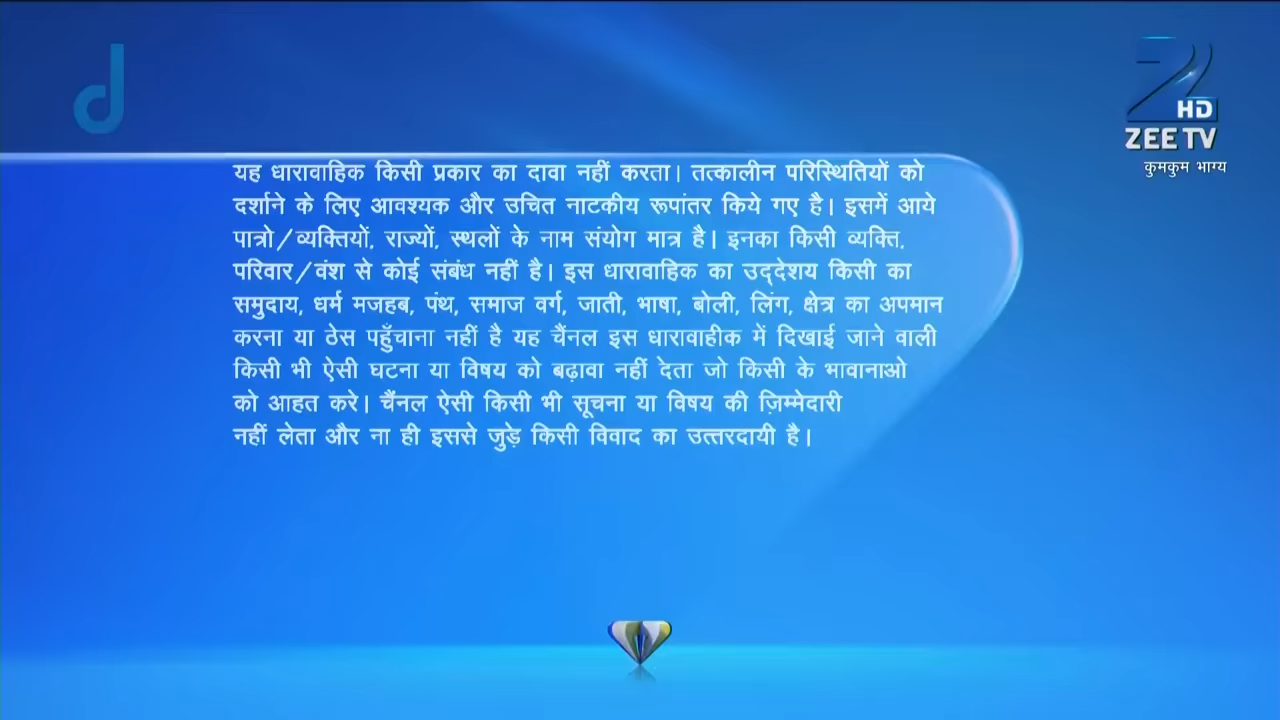 d
HD
ZEE TV
कुमकुम भाग्य
यह धारावाहिक किसी प्रकार का दावा नहीं करता। तत्कालीन परिस्थितियों को
दर्शाने के लिए आवश्यक और उचित नाटकीय रूपांतर किये गए है। इसमें आये
पात्रो/व्यक्तियों, राज्यों, स्थलों के नाम संयोग मात्र है। इनका किसी व्यक्ति,
परिवार/वंश से कोई संबंध नहीं है। इस धारावाहिक का उद्देशय किसी का
समुदाय, धर्म मजहब, पंथ, समाज वर्ग, जाती, भाषा, बोली, लिंग, क्षेत्र का अपमान
करना या ठेस पहुँचाना नहीं है यह चैंनल इस धारावाहीक में दिखाई जाने वाली
किसी भी ऐसी घटना या विषय को बढ़ावा नहीं देता जो किसी के भावानाओ
को आहत करे। चैंनल ऐसी किसी भी सूचना या विषय की ज़िम्मेदारी
नहीं लेता और ना ही इससे जुड़े किसी विवाद का उत्तरदायी है।